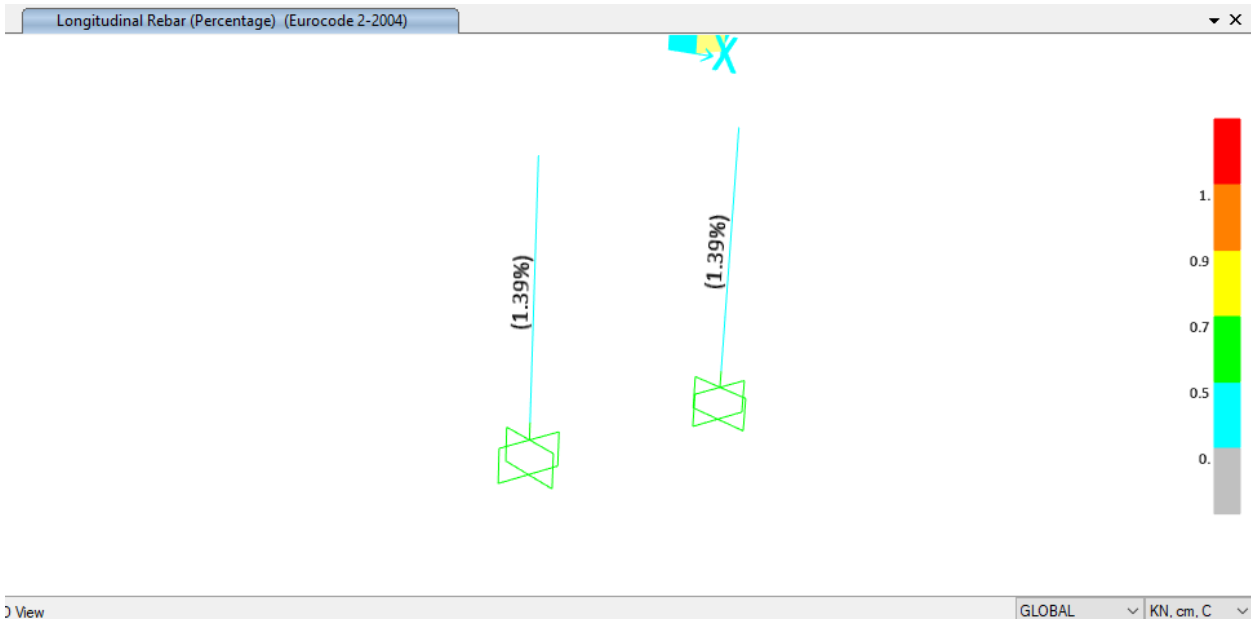 Longitudinal Rebar (Percentage) (Eurocode 2-2004)
X
(1.39%)
(1.39%)
1.
0.9
0.7
0.5
0.
D View
GLOBAL
KN, cm, C